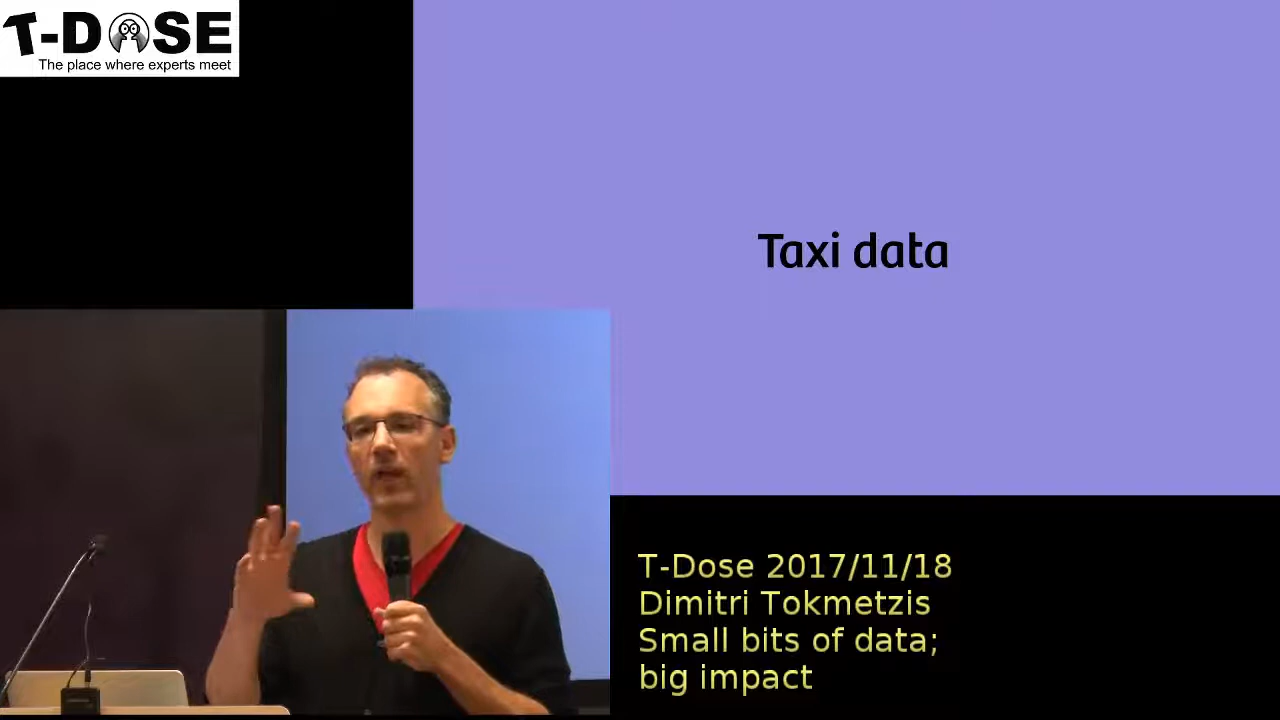 T-DOSE
The place where experts meet
Taxi data
T-Dose 2017/11/18
Dimitri Tokmetzis
Small bits of data;
big impact